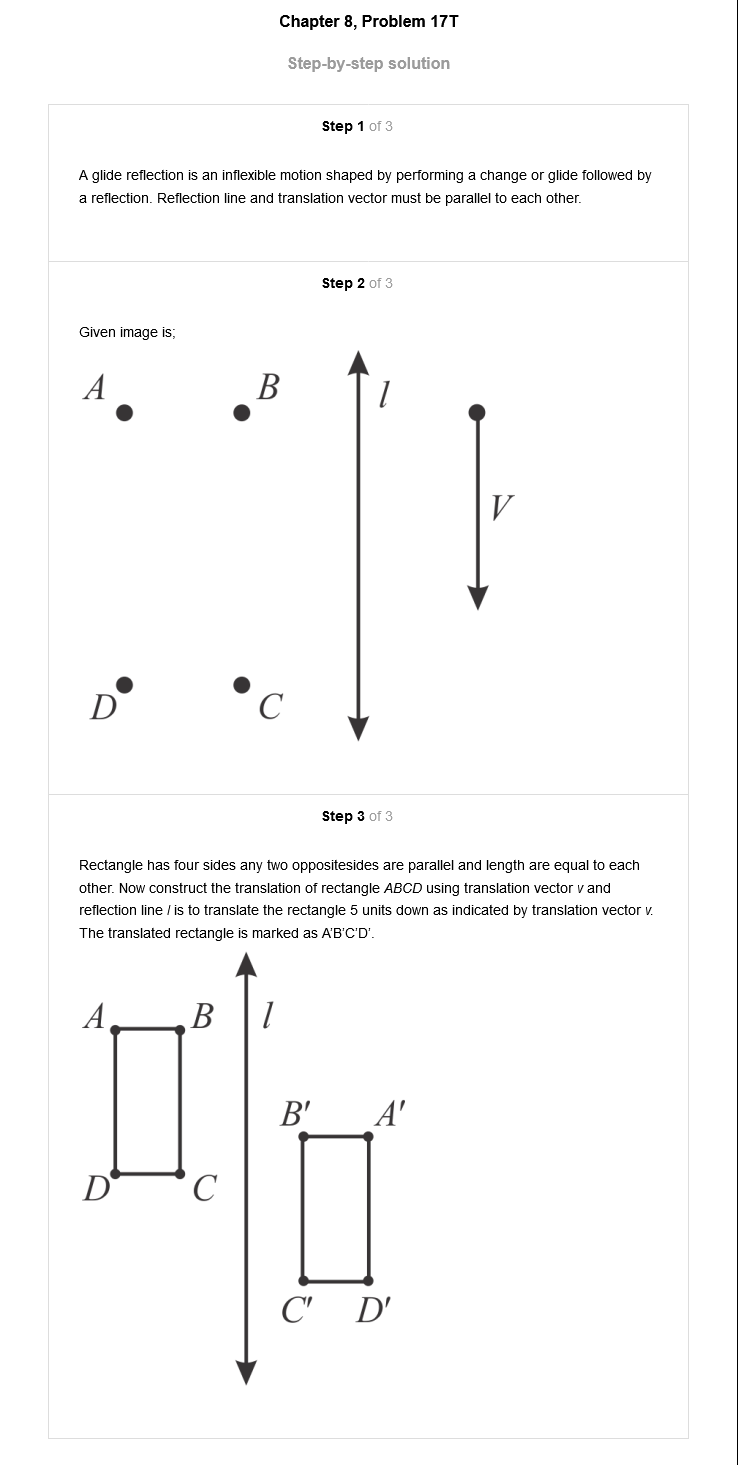 Chapter 8, Problem 17T
Step-by-step solution
Step 1 of 3
A glide reflection is an inflexible motion shaped by performing a change or glide followed by
a reflection. Reflection line and translation vector must be parallel to each other.
Step 2 of 3
Given image is;
A
B
l
V
D
C
Step 3 of 3
Rectangle has four sides any two oppositesides are parallel and length are equal to each
other. Now construct the translation of rectangle ABCD using translation vector v and
reflection line l is to translate the rectangle 5 units down as indicated by translation vector v.
The translated rectangle is marked as A'B'C'D'.
A
B
l
B'
A'
D
C
C'
D'